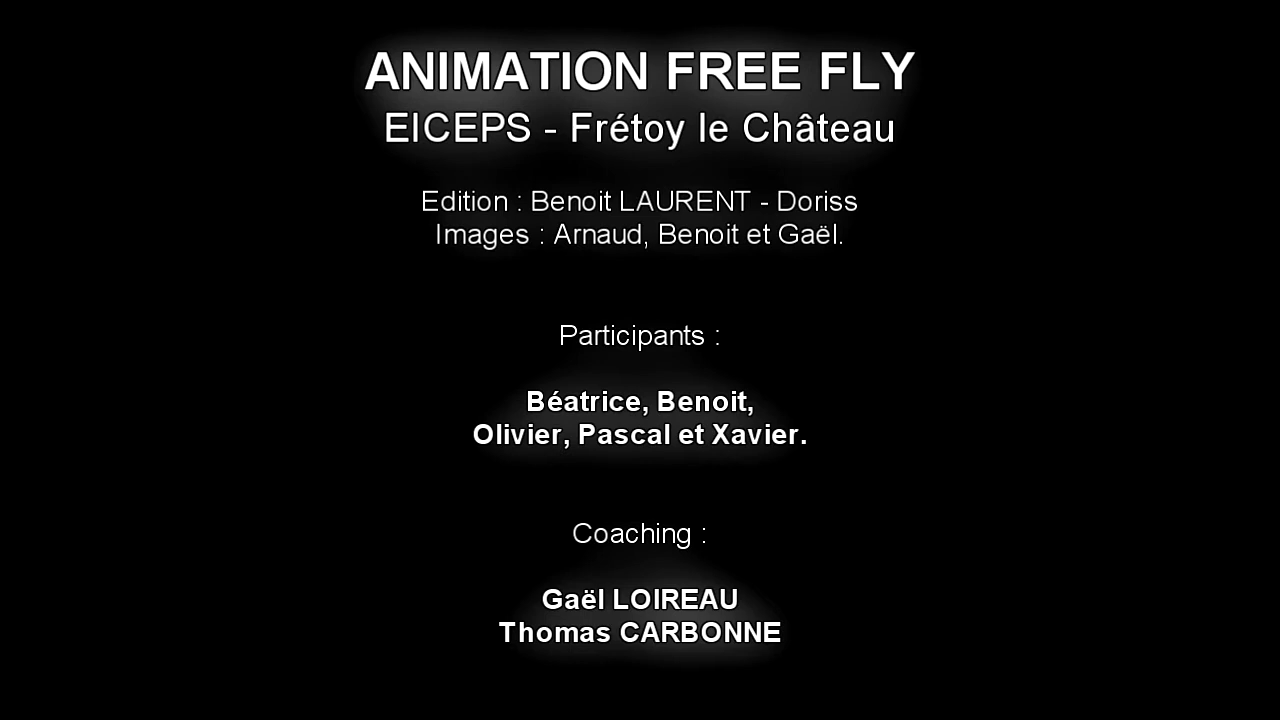 ANIMATION FREE FLY
EICEPS - Frétoy le Château
Edition : Benoit LAURENT - Doriss
Images : Arnaud, Benoit et Gaël.
Participants :
Béatrice, Benoit,
Olivier, Pascal et Xavier.
Coaching :
Gaël LOIREAU
Thomas CARBONNE